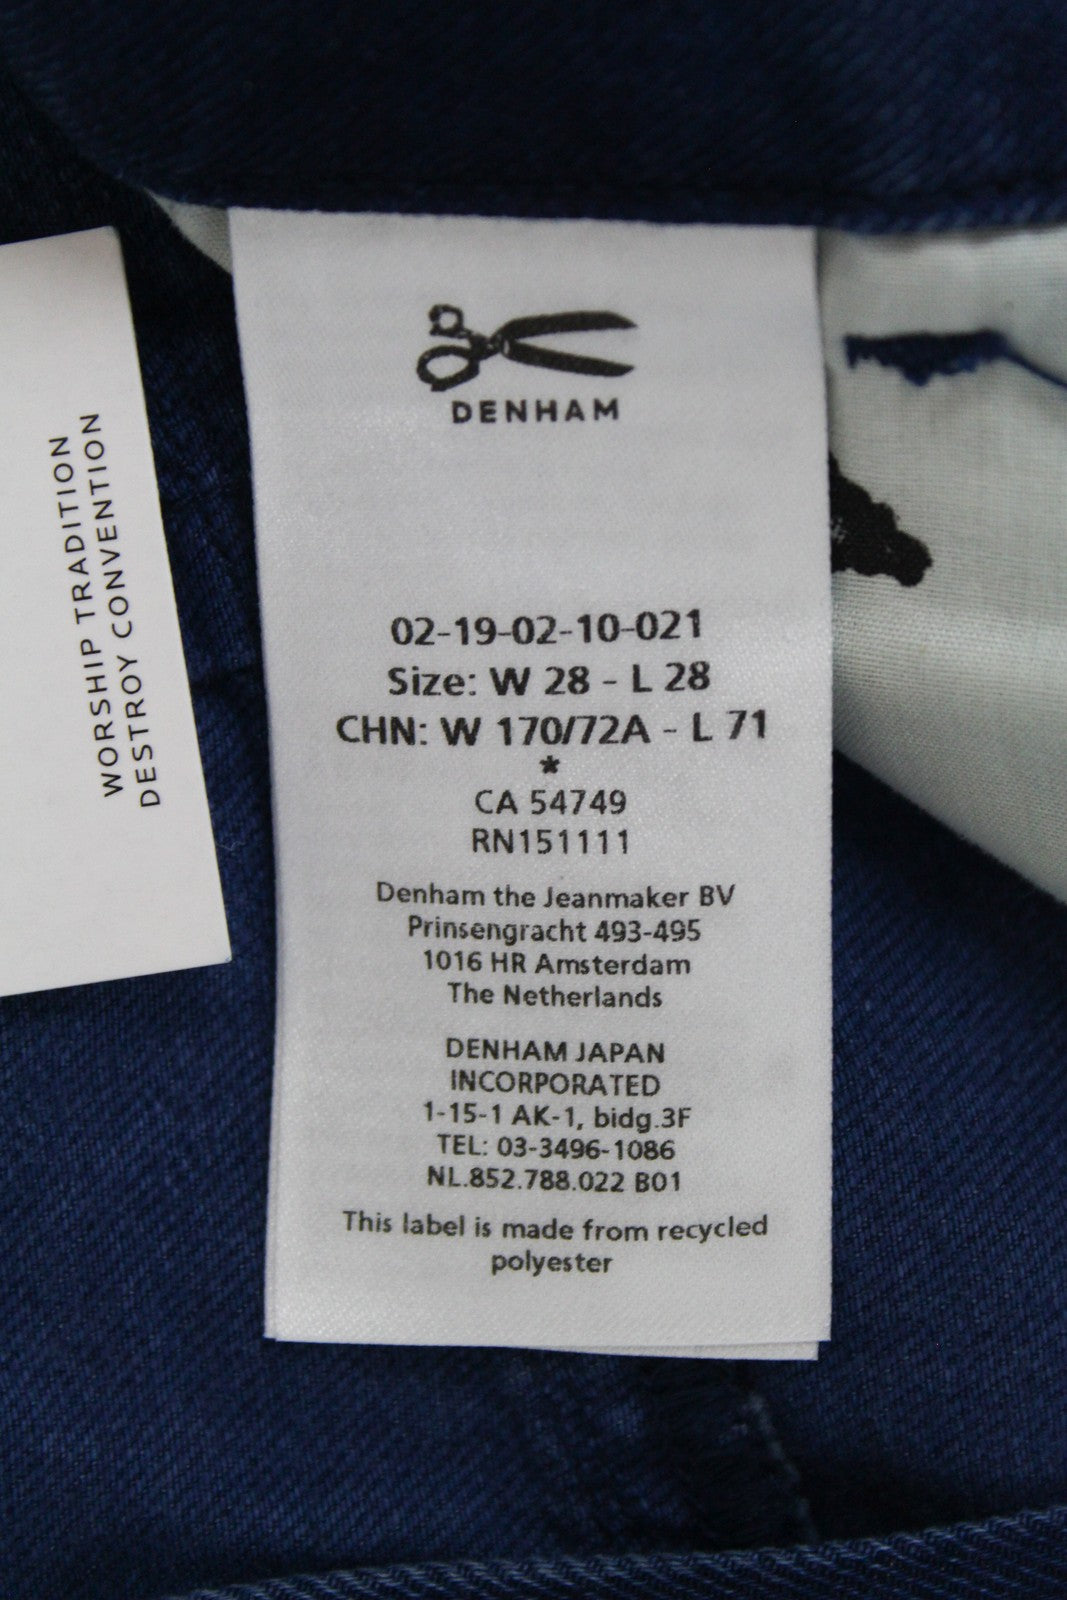 WORSHIP TRADITION
DESTROY CONVENTION
DENHAM
02-19-02-10-021
Size: W 28 - L 28
CHN: W 170/72A - L 71
*
CA 54749
RN151111
Denham the Jeanmaker BV
Prinsengracht 493-495
1016 HR Amsterdam
The Netherlands
DENHAM JAPAN
INCORPORATED
1-15-1 AK-1, bidg.3F
TEL: 03-3496-1086
NL.852.788.022 B01
This label is made from recycled
polyester